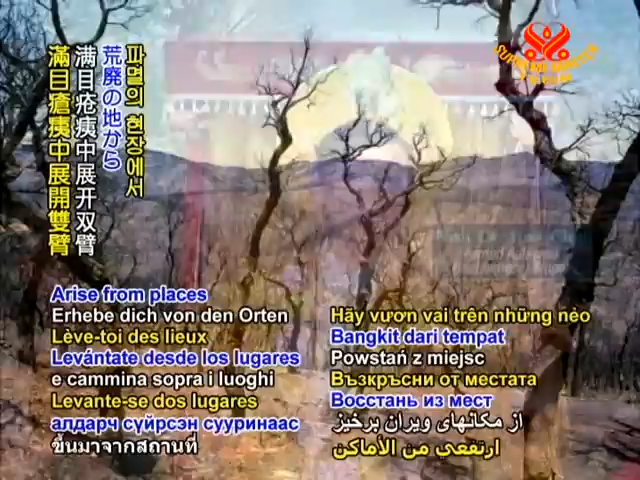 SUPREME MASTER
TV
파멸의 현장에서
荒廃の地から
满目疮痍中展开双臂
滿目瘡痍中展開雙臂
Arise from places
Erhebe dich von den Orten
Lève-toi des lieux
Levántate desde los lugares
e cammina sopra i luoghi
Levante-se dos lugares
алдарч сүйрсэн сууринаас
ขึ้นมาจากสถานที่
Hãy vươn vai trên những nẻo
Bangkit dari tempat
Powstań z miejsc
Възкръсни от местата
Восстань из мест
از مکانهای ویران برخیز
ارتفعي من الأماكن